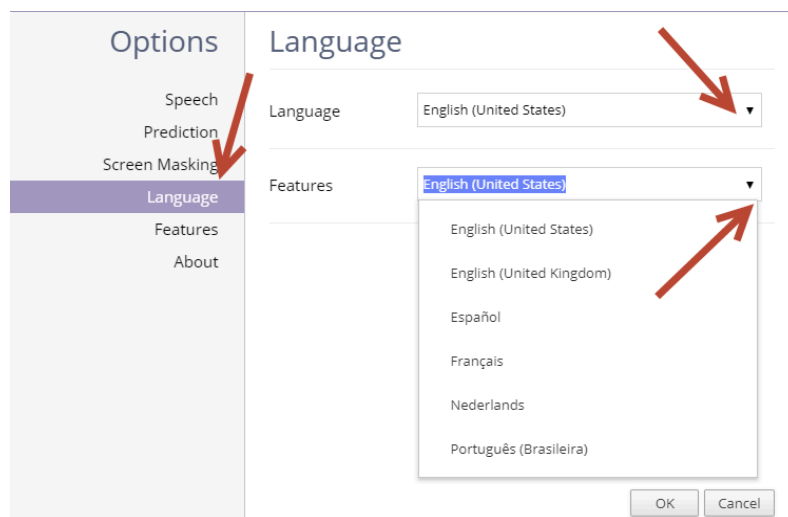 Options
Speech
Prediction
Screen Masking
Language
Features
About
Language
Language English (United States)
Features English (United States)
English (United States)
English (United Kingdom)
Español
Français
Nederlands
Português (Brasileira)
OK Cancel